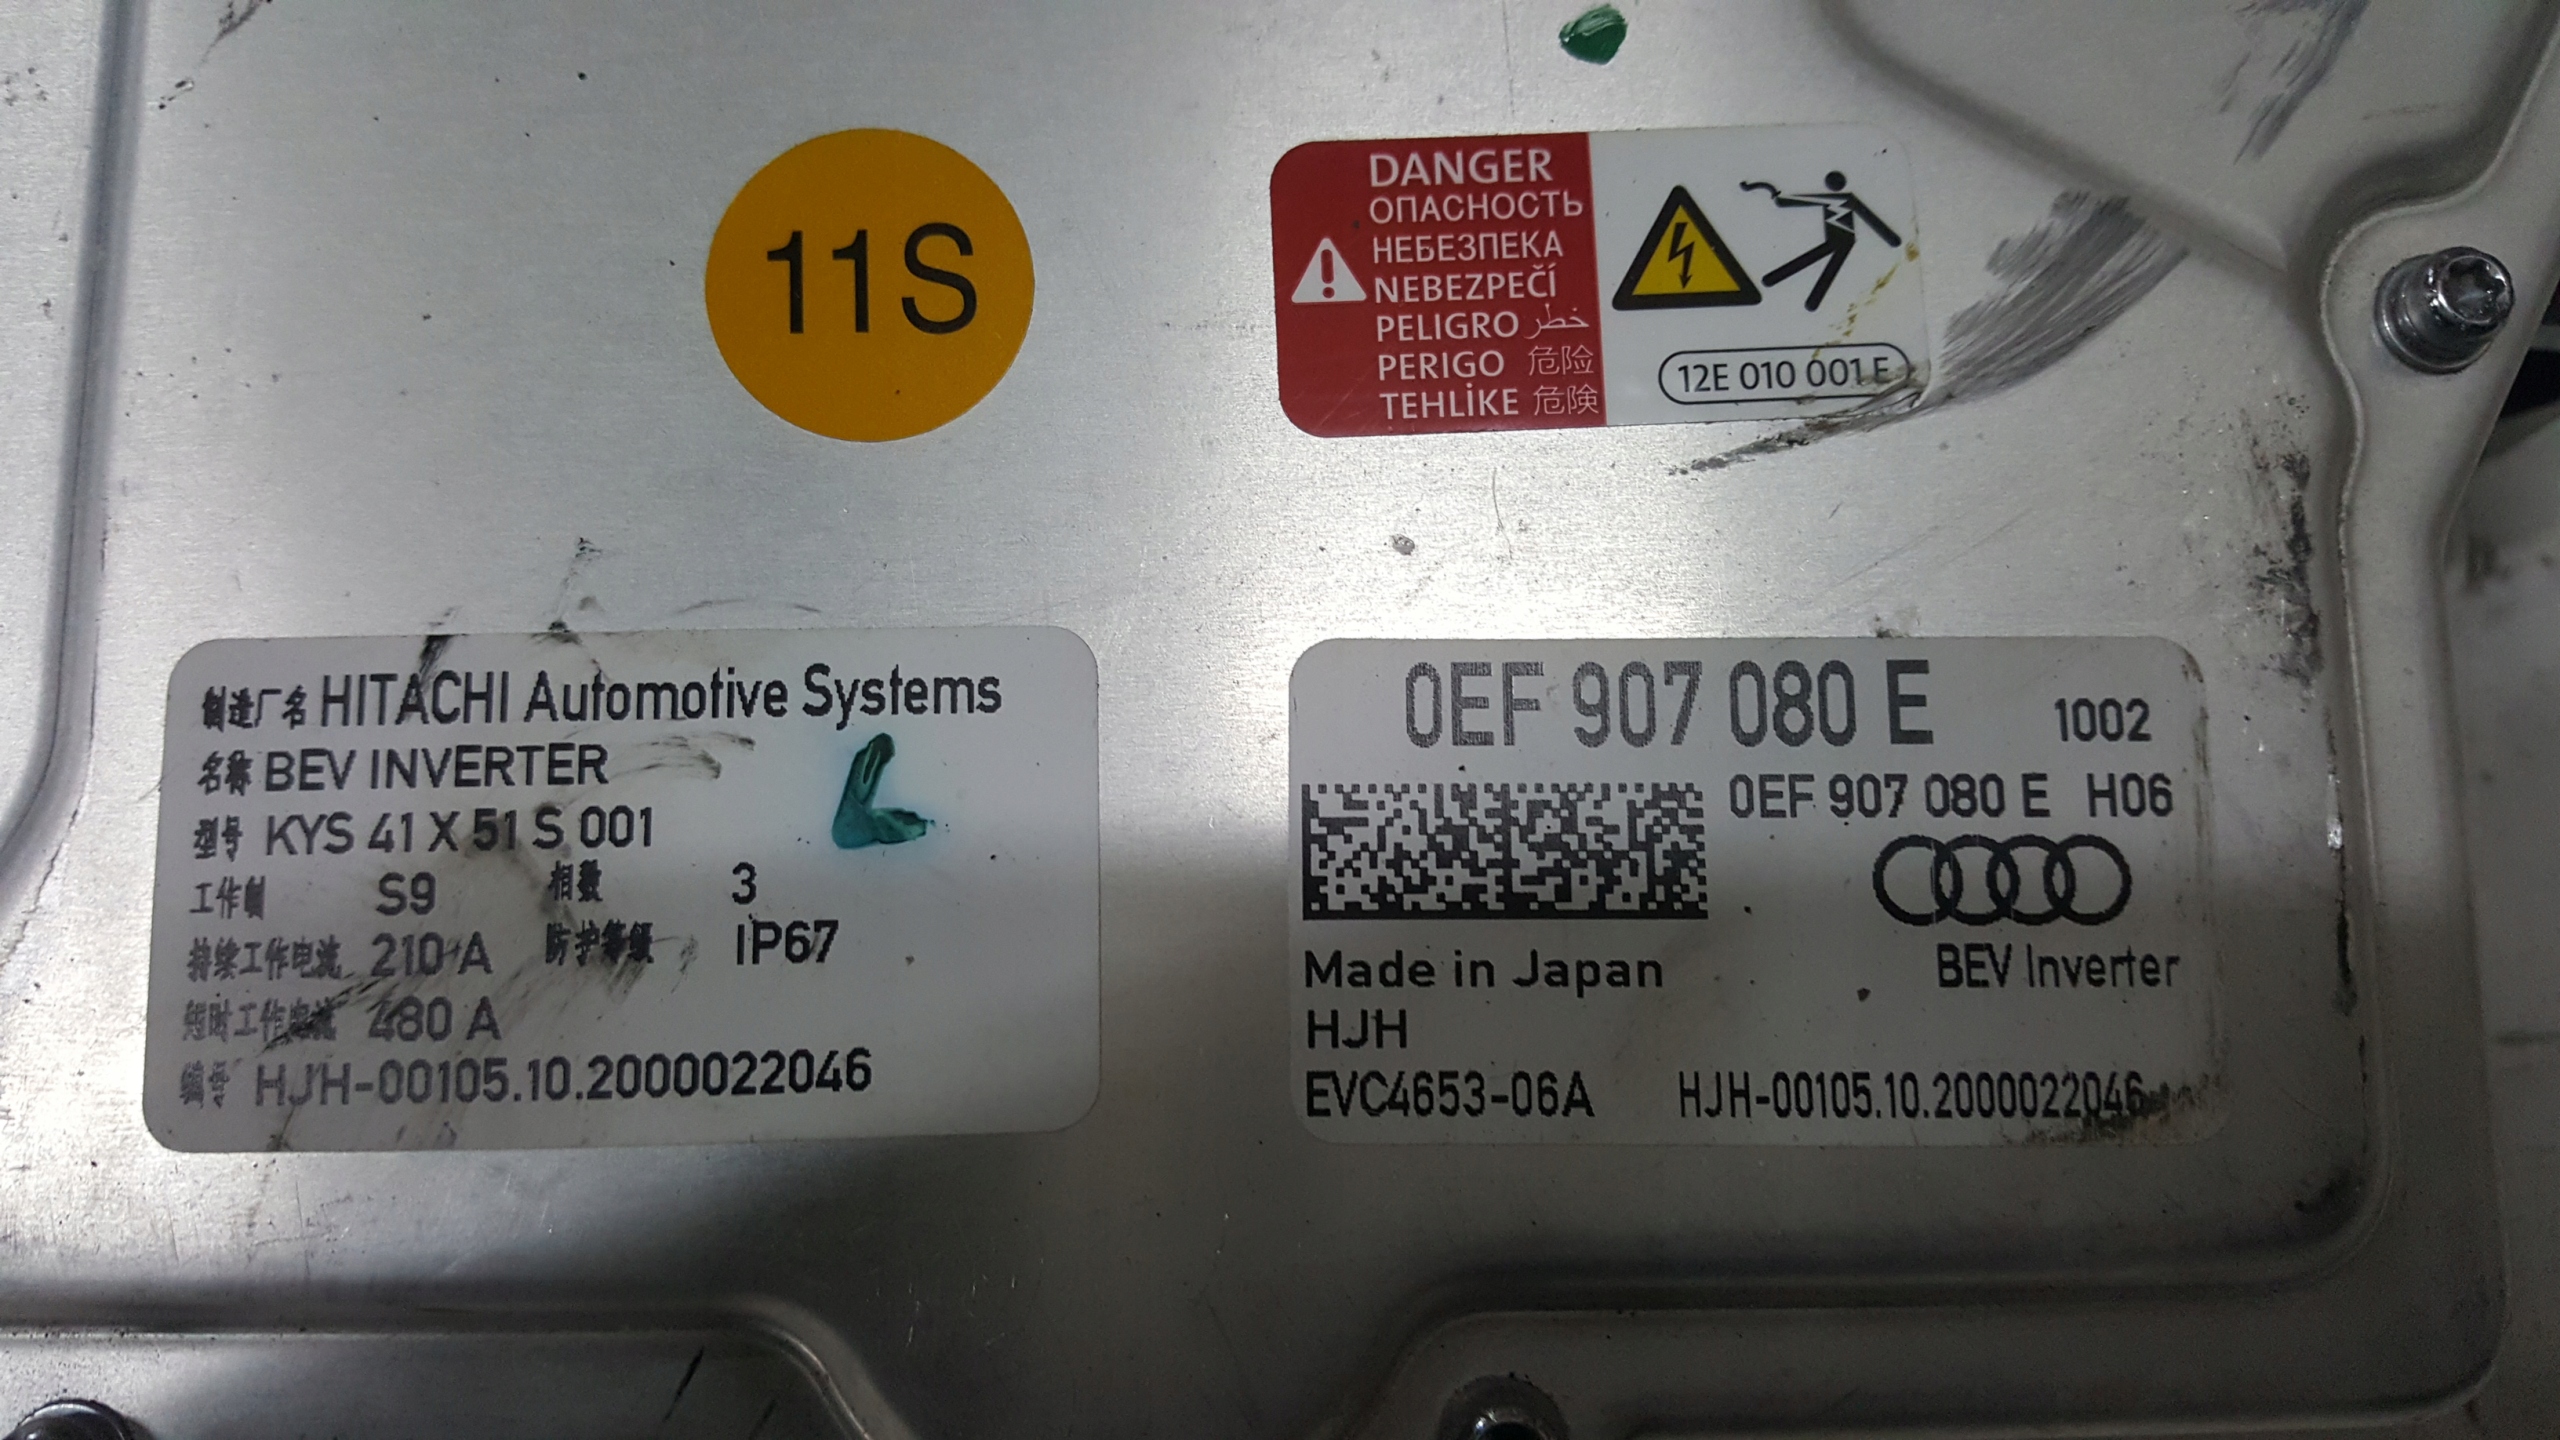 11S
DANGER
ОПАСНОСТЬ
НЕБЕЗПЕКА
NEBEZPEČÍ
PELIGRO خطر
PERIGO 危险
TEHLİKE 危険
12E 010 001 E
制造厂名 HITACHI Automotive Systems
名称 BEV INVERTER
型号 KYS 41 X 51 S 001
工作制 S9 相数 3
持续工作电流 210 A 防护等级 IP67
短时工作电流 480 A
编号 HJH-00105.10.2000022046
L
0EF 907 080 E 1002
0EF 907 080 E H06
Made in Japan
BEV Inverter
HJH
EVC4653-06A HJH-00105.10.2000022046